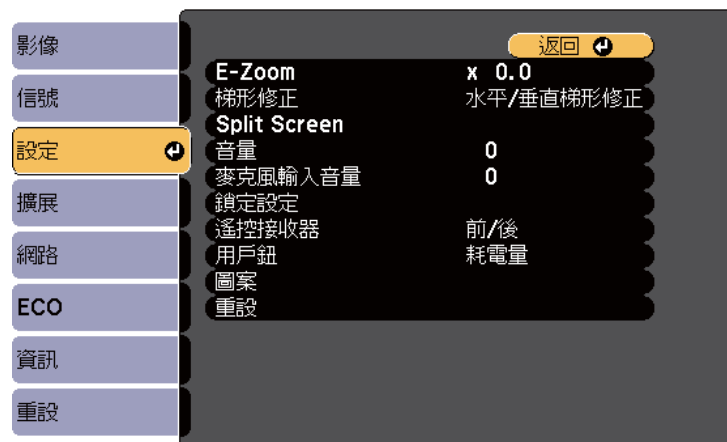 影像
信號
設定
擴展
網路
ECO
資訊
重設
返回
E-Zoom x 0.0
梯形修正 水平/垂直梯形修正
Split Screen
音量 0
麥克風輸入音量 0
鎖定設定
遙控接收器 前/後
用戶鈕 耗電量
圖案
重設